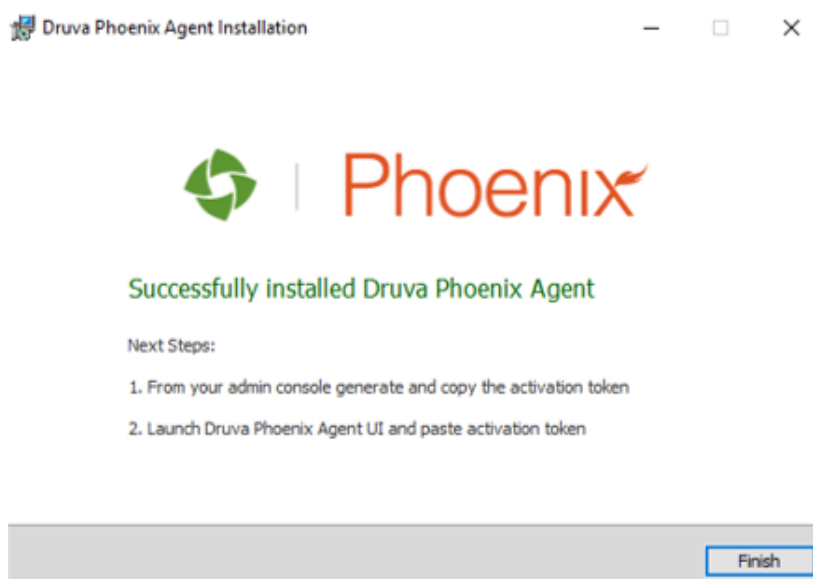 Druva Phoenix Agent Installation
Phoenix
Successfully installed Druva Phoenix Agent
Next Steps:
1. From your admin console generate and copy the activation token
2. Launch Druva Phoenix Agent UI and paste activation token
Finish